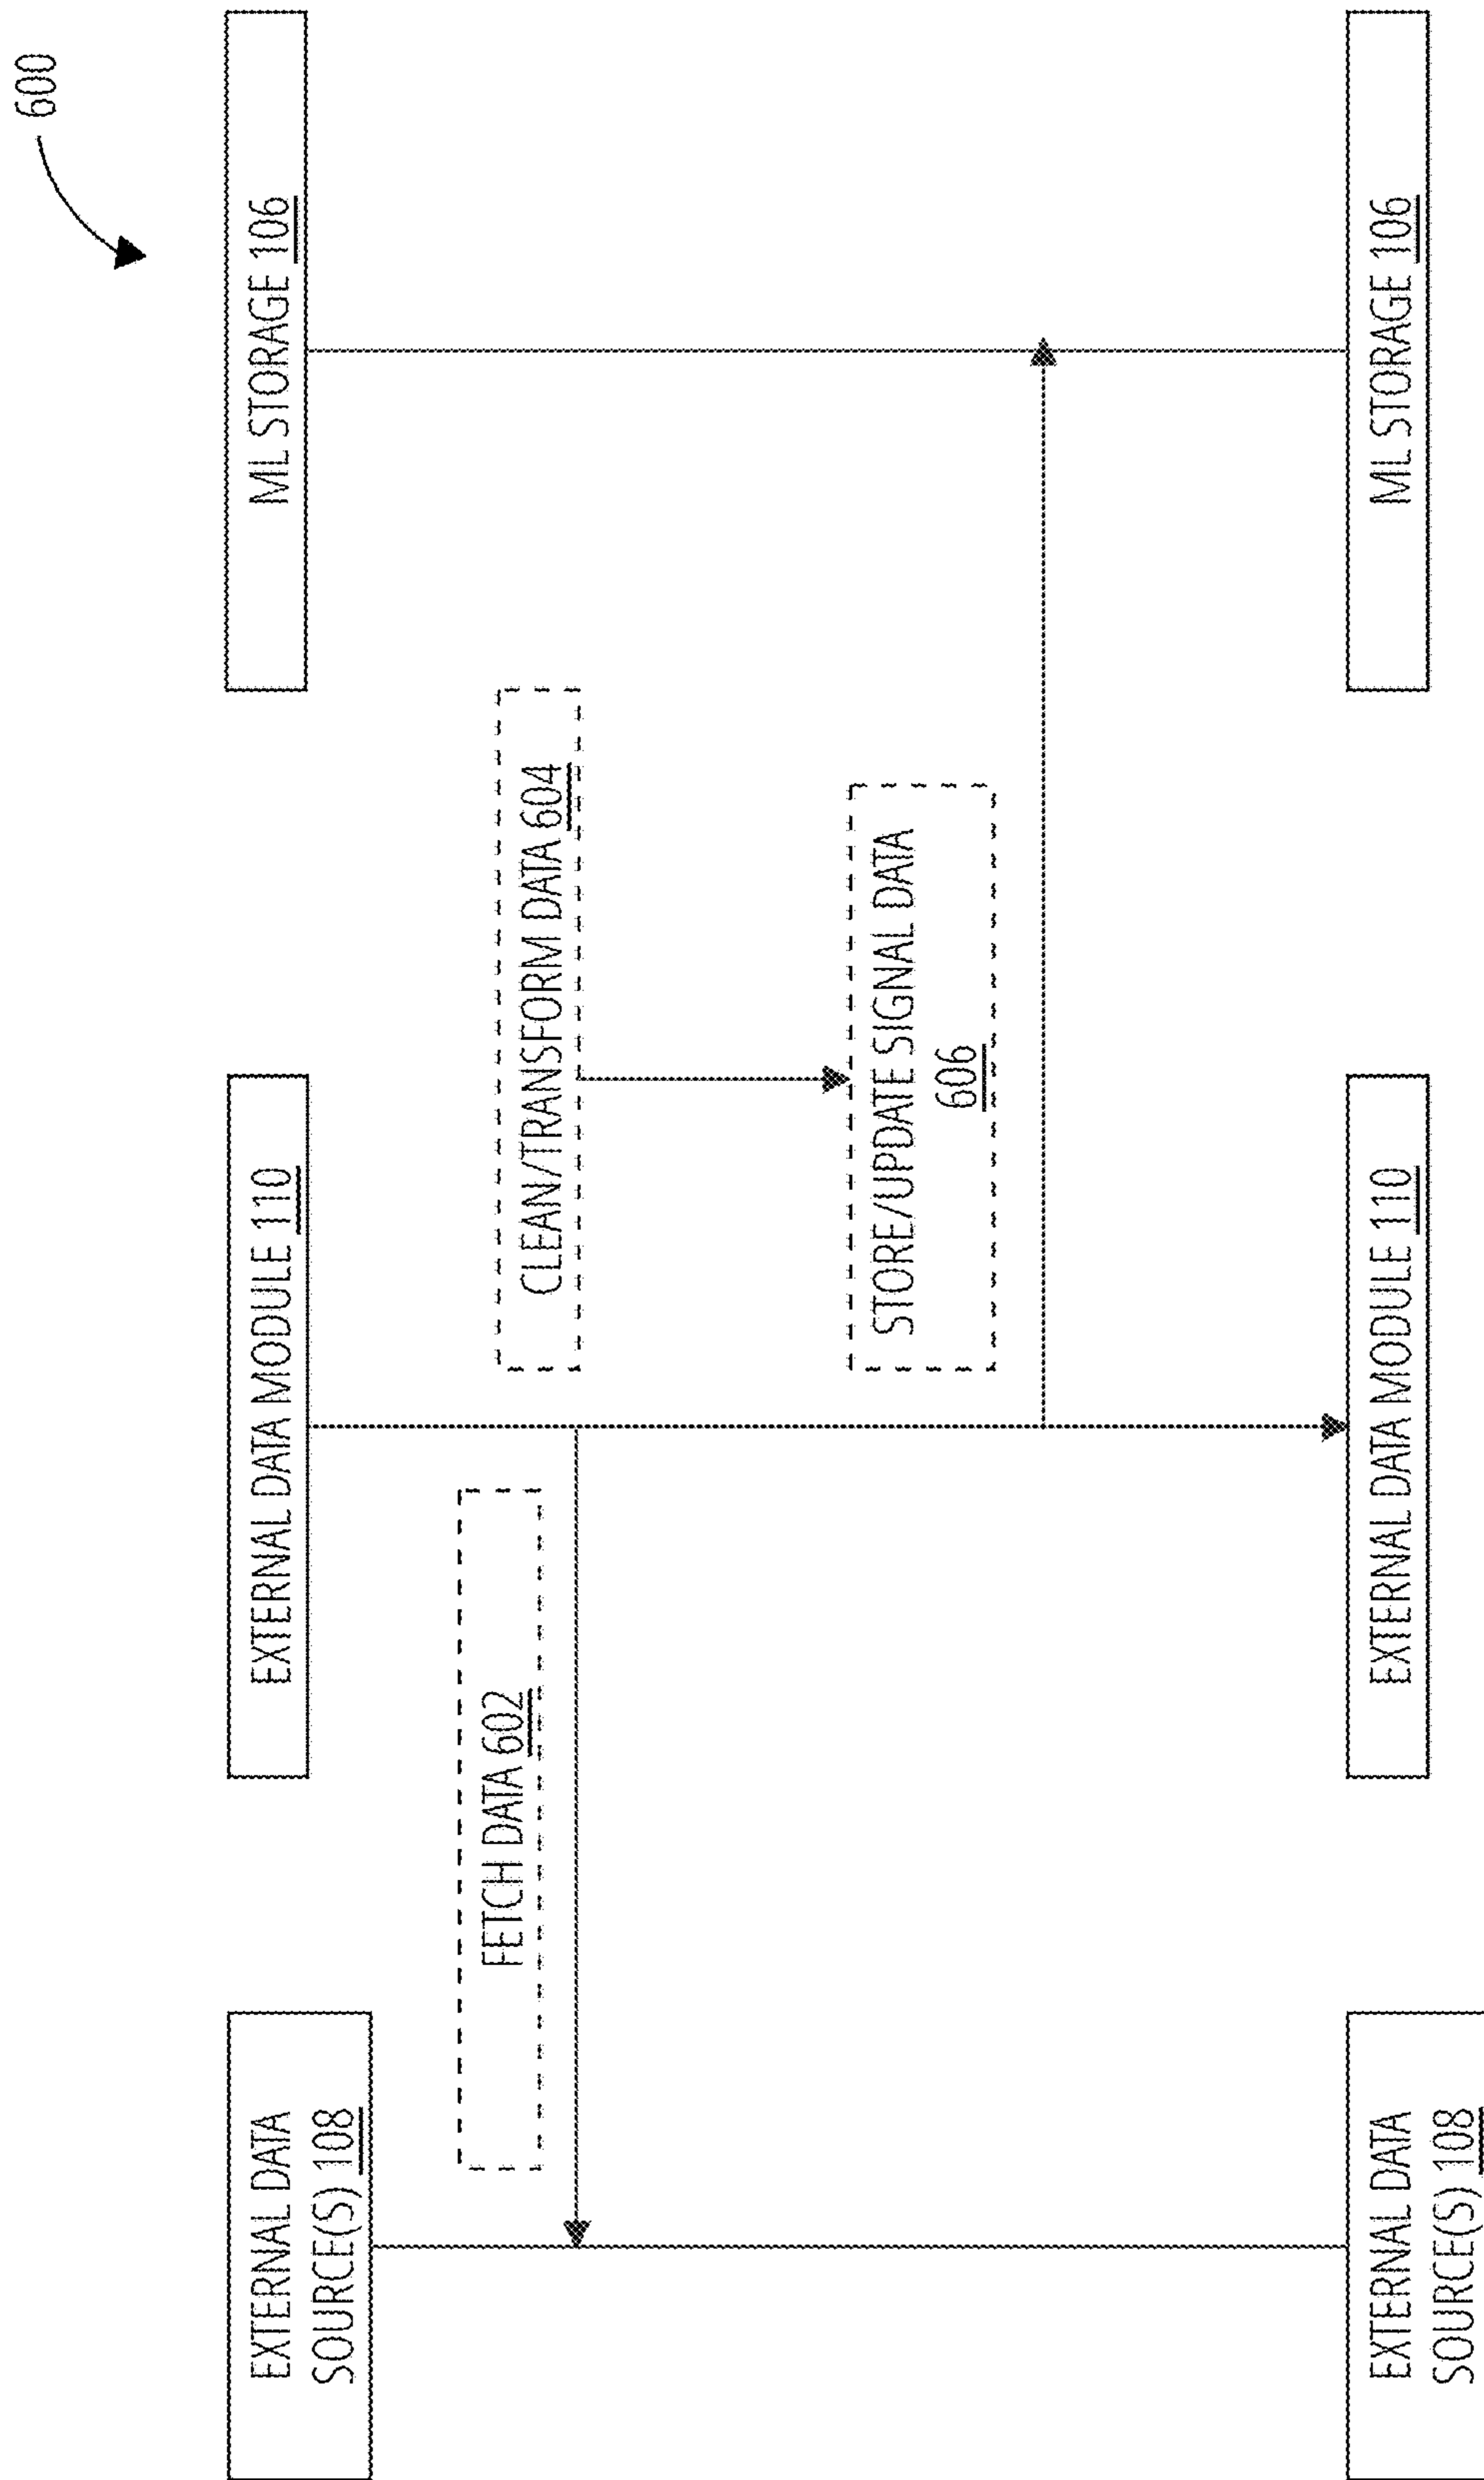 600
EXTERNAL DATA
SOURCE(S) 108
EXTERNAL DATA MODULE 110
ML STORAGE 106
FETCH DATA 602
CLEAN/TRANSFORM DATA 604
STORE/UPDATE SIGNAL DATA
606
EXTERNAL DATA
SOURCE(S) 108
EXTERNAL DATA MODULE 110
ML STORAGE 106